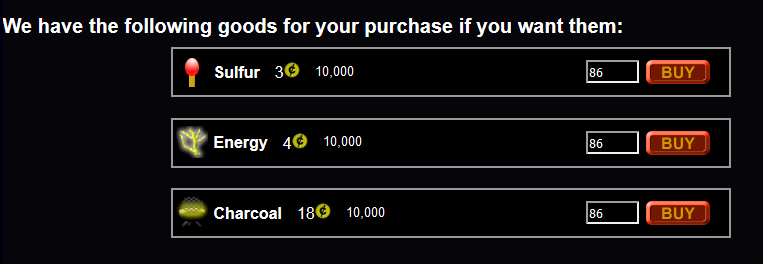 We have the following goods for your purchase if you want them:
Sulfur 3¢ 10,000 86 BUY
Energy 4¢ 10,000 86 BUY
Charcoal 18¢ 10,000 86 BUY